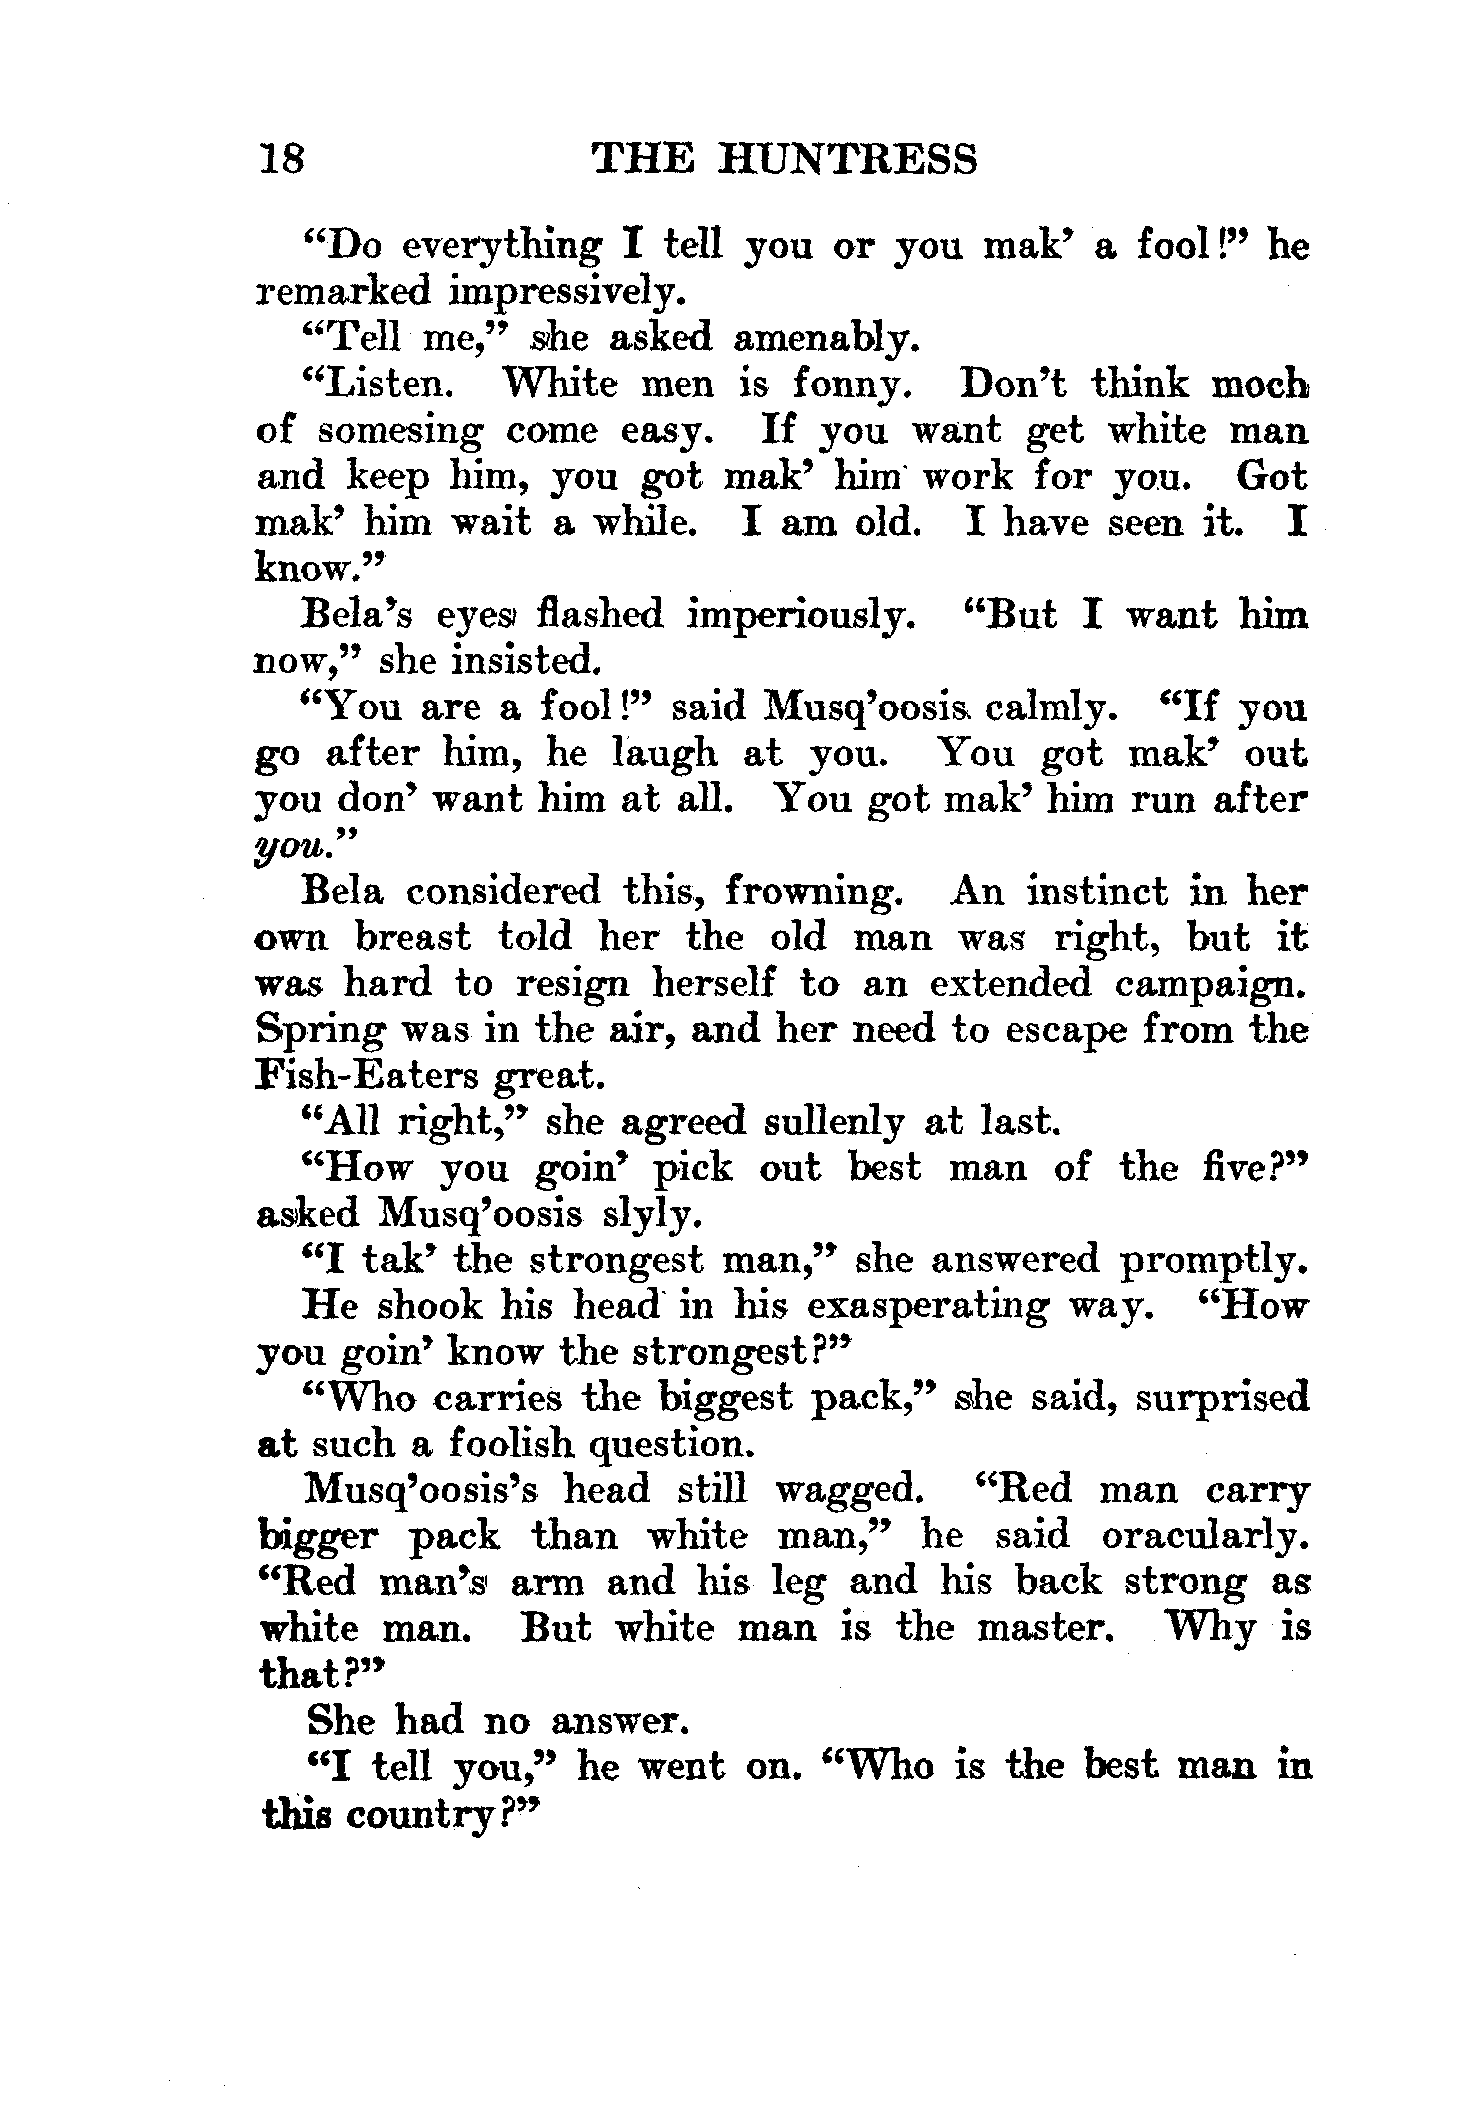 18 THE HUNTRESS
“Do everything I tell you or you mak’ a fool!” he
remarked impressively.
“Tell me,” she asked amenably.
“Listen. White men is fonny. Don’t think moch
of somesing come easy. If you want get white man
and keep him, you got mak’ him work for you. Got
mak’ him wait a while. I am old. I have seen it. I
know.”
Bela’s eyes flashed imperiously. “But I want him
now,” she insisted.
“You are a fool!” said Musq’oosis calmly. “If you
go after him, he laugh at you. You got mak’ out
you don’ want him at all. You got mak’ him run after
you.”
Bela considered this, frowning. An instinct in her
own breast told her the old man was right, but it
was hard to resign herself to an extended campaign.
Spring was in the air, and her need to escape from the
Fish-Eaters great.
“All right,” she agreed sullenly at last.
“How you goin’ pick out best man of the five?”
asked Musq’oosis slyly.
“I tak’ the strongest man,” she answered promptly.
He shook his head in his exasperating way. “How
you goin’ know the strongest?”
“Who carries the biggest pack,” she said, surprised
at such a foolish question.
Musq’oosis’s head still wagged. “Red man carry
bigger pack than white man,” he said oracularly.
“Red man’s arm and his leg and his back strong as
white man. But white man is the master. Why is
that?”
She had no answer.
“I tell you,” he went on. “Who is the best man in
this country?”